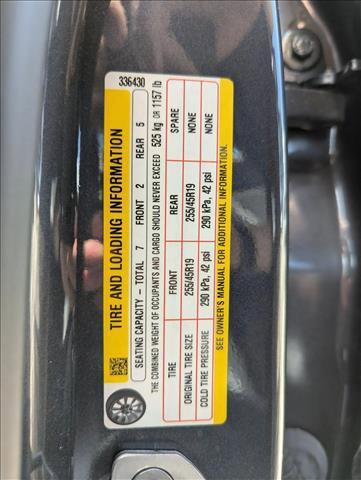 336430
TIRE AND LOADING INFORMATION
SEATING CAPACITY – TOTAL 7 FRONT 2 REAR 5
THE COMBINED WEIGHT OF OCCUPANTS AND CARGO SHOULD NEVER EXCEED 525 kg OR 1157 lb
TIRE FRONT REAR SPARE
ORIGINAL TIRE SIZE 255/45R19 255/45R19 NONE
COLD TIRE PRESSURE 290 kPa, 42 psi 290 kPa, 42 psi NONE
SEE OWNER'S MANUAL FOR ADDITIONAL INFORMATION.